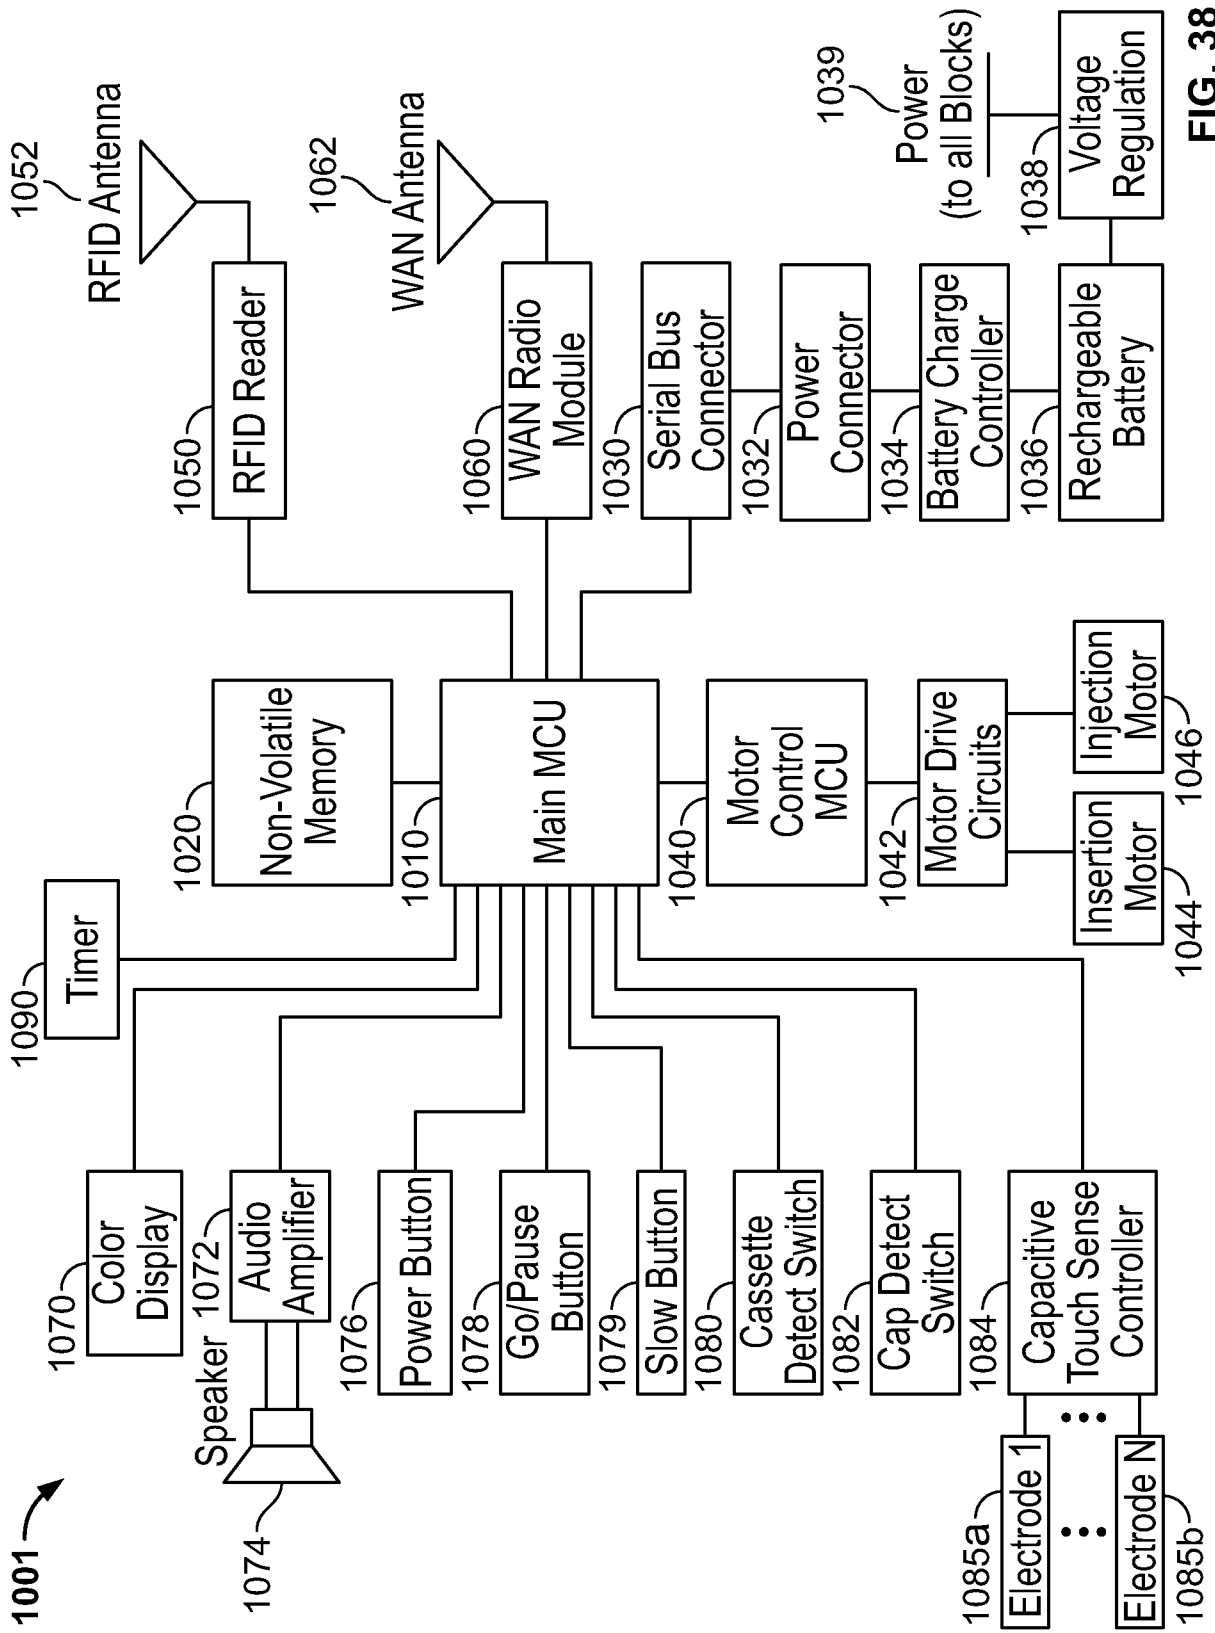 1001
1090
Timer
1070
Color
Display
1072
Audio
Amplifier
Speaker
1074
1076
Power Button
1078
Go/Pause
Button
1079
Slow Button
1080
Cassette
Detect Switch
1082
Cap Detect
Switch
1084
Capacitive
Touch Sense
Controller
1085a
Electrode 1
Electrode N
1085b
1020
Non-Volatile
Memory
1010
Main MCU
1040
Motor
Control
MCU
1042
Motor Drive
Circuits
Insertion
Motor
1044
Injection
Motor
1046
1052
RFID Antenna
1050
RFID Reader
1062
WAN Antenna
1060
WAN Radio
Module
1030
Serial Bus
Connector
1032
Power
Connector
1034
Battery Charge
Controller
1036
Rechargeable
Battery
1038
Voltage
Regulation
1039
Power
(to all Blocks)
FIG. 38